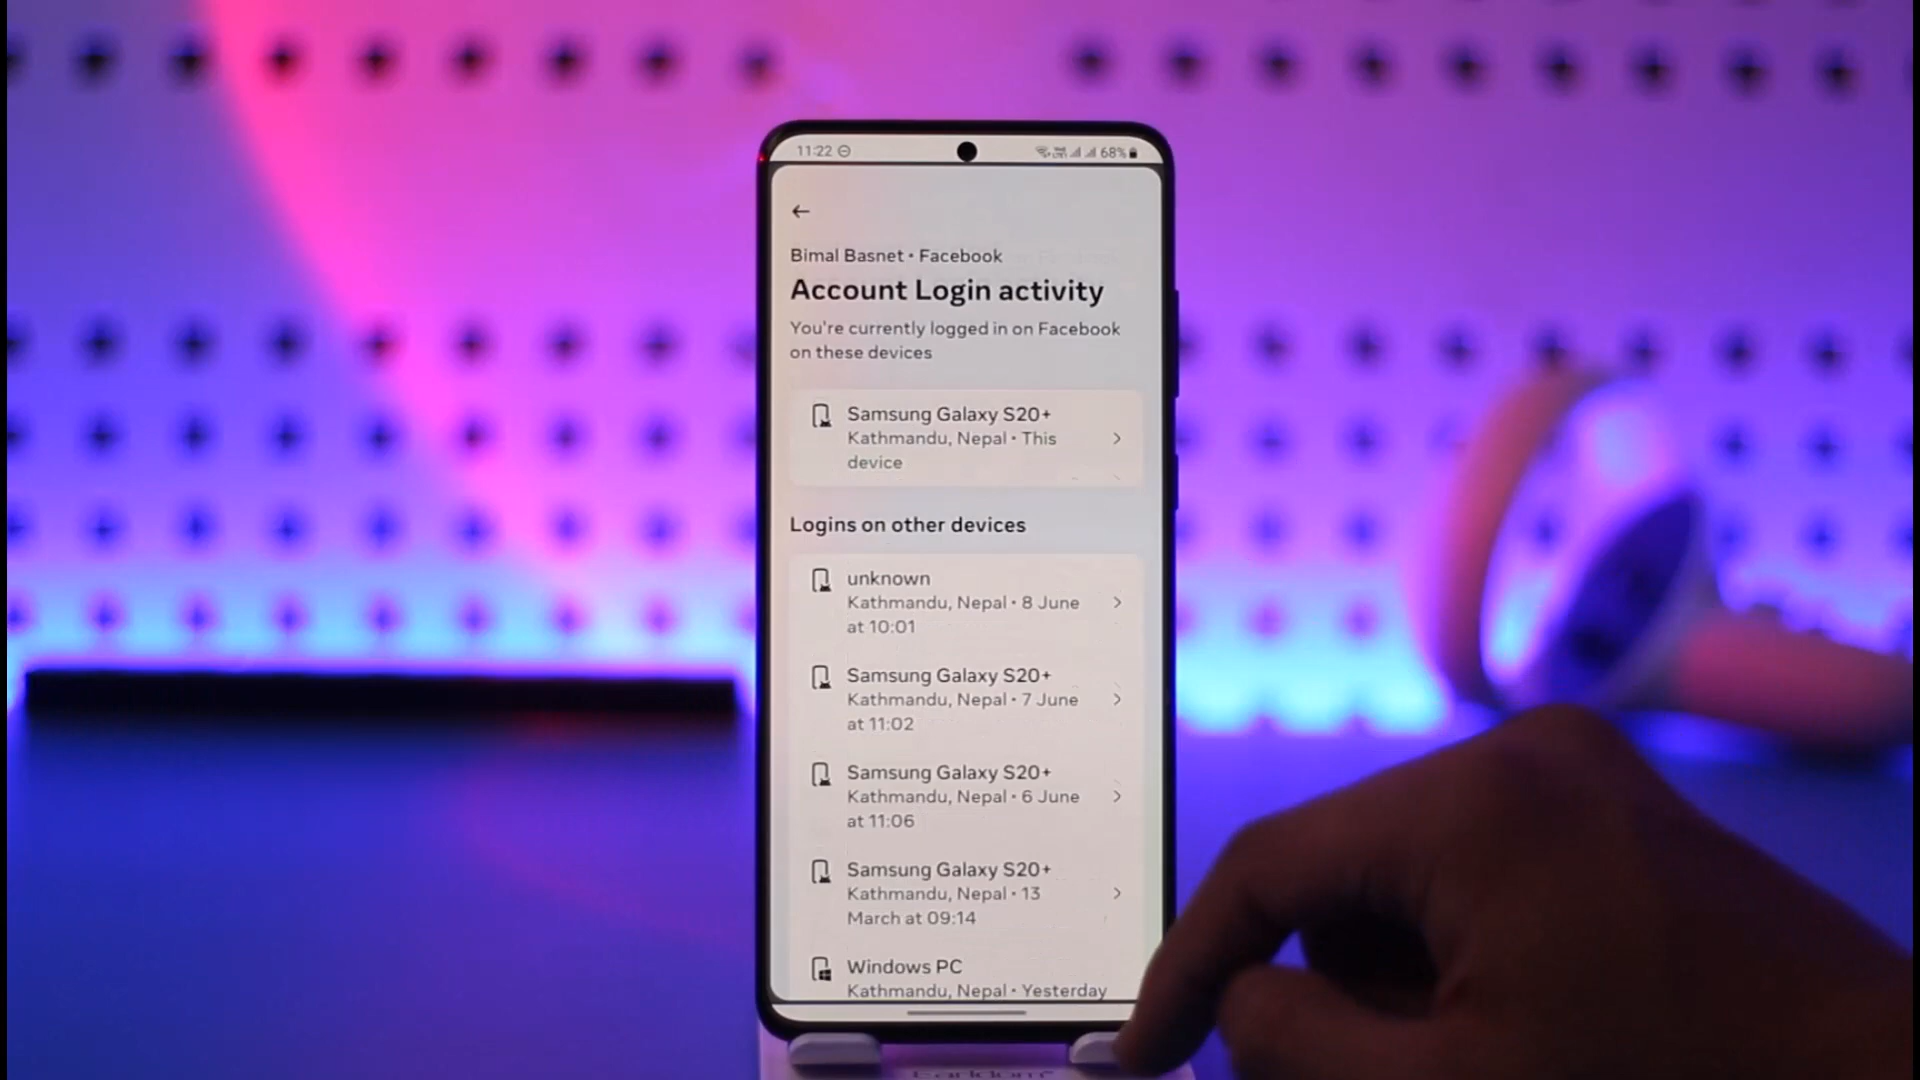 11:22 68%
Bimal Basnet • Facebook
Account Login activity
You're currently logged in on Facebook
on these devices
Samsung Galaxy S20+
Kathmandu, Nepal • This
device
Logins on other devices
unknown
Kathmandu, Nepal • 8 June
at 10:01
Samsung Galaxy S20+
Kathmandu, Nepal • 7 June
at 11:02
Samsung Galaxy S20+
Kathmandu, Nepal • 6 June
at 11:06
Samsung Galaxy S20+
Kathmandu, Nepal • 13
March at 09:14
Windows PC
Kathmandu, Nepal • Yesterday